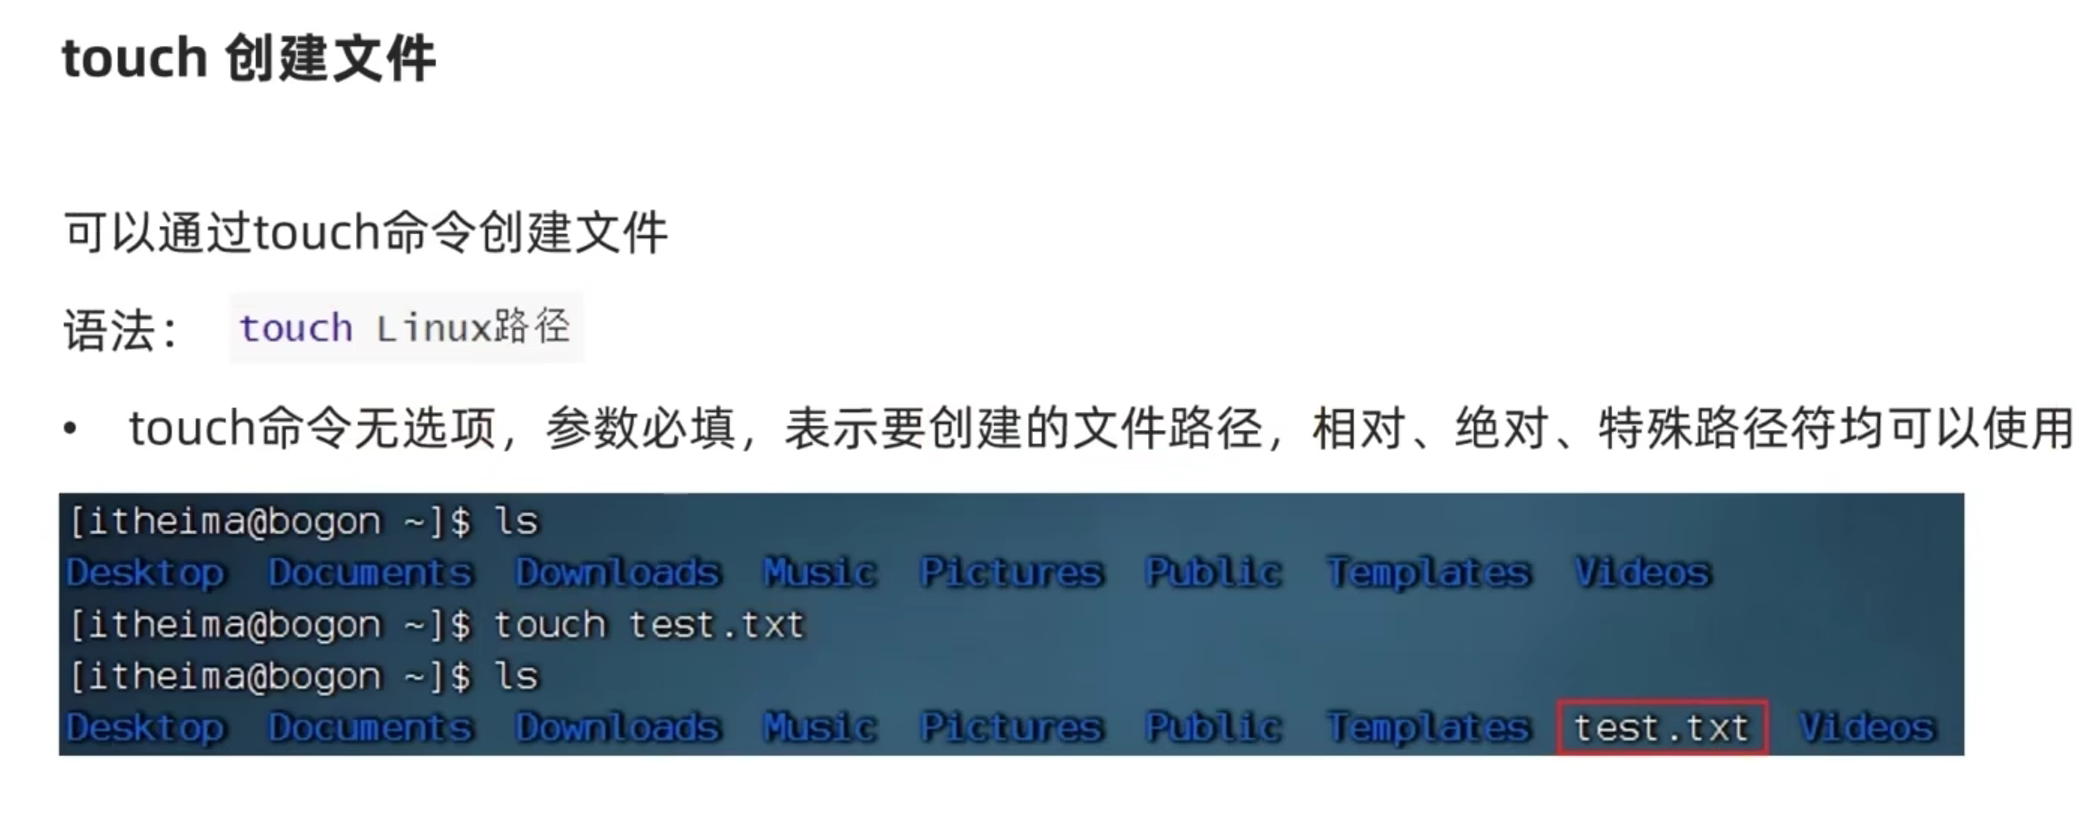 touch 创建文件
可以通过touch命令创建文件
语法： touch Linux路径
• touch命令无选项，参数必填，表示要创建的文件路径，相对、绝对、特殊路径符均可以使用
[itheima@bogon ~]$ ls
Desktop Documents Downloads Music Pictures Public Templates Videos
[itheima@bogon ~]$ touch test.txt
[itheima@bogon ~]$ ls
Desktop Documents Downloads Music Pictures Public Templates test.txt Videos